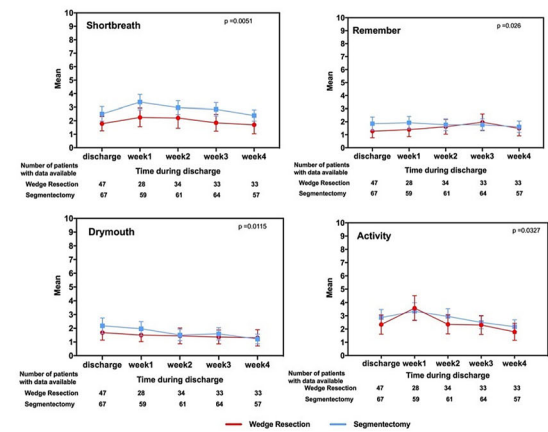 Shortbreath
p =0.0051
Mean
10
9
8
7
6
5
4
3
2
1
0
discharge week1 week2 week3 week4
Time during discharge
Number of patients
with data available
Wedge Resection 47 28 34 33 33
Segmentectomy 67 59 61 64 57
Remember
p =0.026
Mean
10
9
8
7
6
5
4
3
2
1
0
discharge week1 week2 week3 week4
Time during discharge
Number of patients
with data available
Wedge Resection 47 28 34 33 33
Segmentectomy 67 59 61 64 57
Drymouth
p =0.0115
Mean
10
9
8
7
6
5
4
3
2
1
0
discharge week1 week2 week3 week4
Time during discharge
Number of patients
with data available
Wedge Resection 47 28 34 33 33
Segmentectomy 67 59 61 64 57
Activity
p =0.0327
Mean
10
9
8
7
6
5
4
3
2
1
0
discharge week1 week2 week3 week4
Time during discharge
Number of patients
with data available
Wedge Resection 47 28 34 33 33
Segmentectomy 67 59 61 64 57
Wedge Resection Segmentectomy